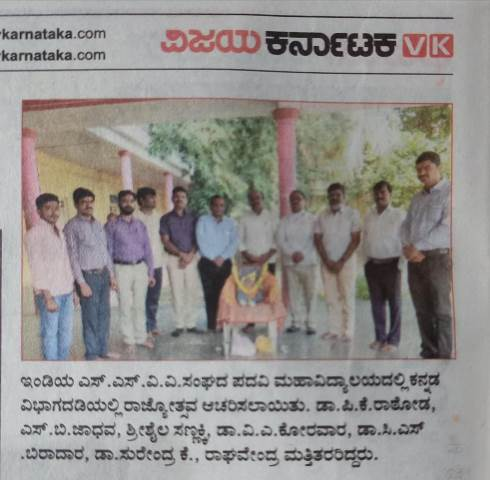 vkarnataka.com
karnataka.com
ವಿಜಯ ಕರ್ನಾಟಕ VK
ಇಂಡಿಯ ಎಸ್.ಎಸ್.ವಿ.ವಿ.ಸಂಘದ ಪದವಿ ಮಹಾವಿದ್ಯಾಲಯದಲ್ಲಿ ಕನ್ನಡ
ವಿಭಾಗದಡಿಯಲ್ಲಿ ರಾಜ್ಯೋತ್ಸವ ಆಚರಿಸಲಾಯಿತು. ಡಾ.ಪಿ.ಕೆ.ರಾಠೋಡ,
ಎಸ್.ಬಿ.ಜಾಧವ, ಶ್ರೀಶೈಲ ಸಣ್ಣಕ್ಕಿ, ಡಾ.ವಿ.ಎ.ಕೋರವಾರ, ಡಾ.ಸಿ.ಎಸ್
.ಬಿರಾದಾರ, ಡಾ.ಸುರೇಂದ್ರ ಕೆ., ರಾಘವೇಂದ್ರ ಮತ್ತಿತರರಿದ್ದರು.